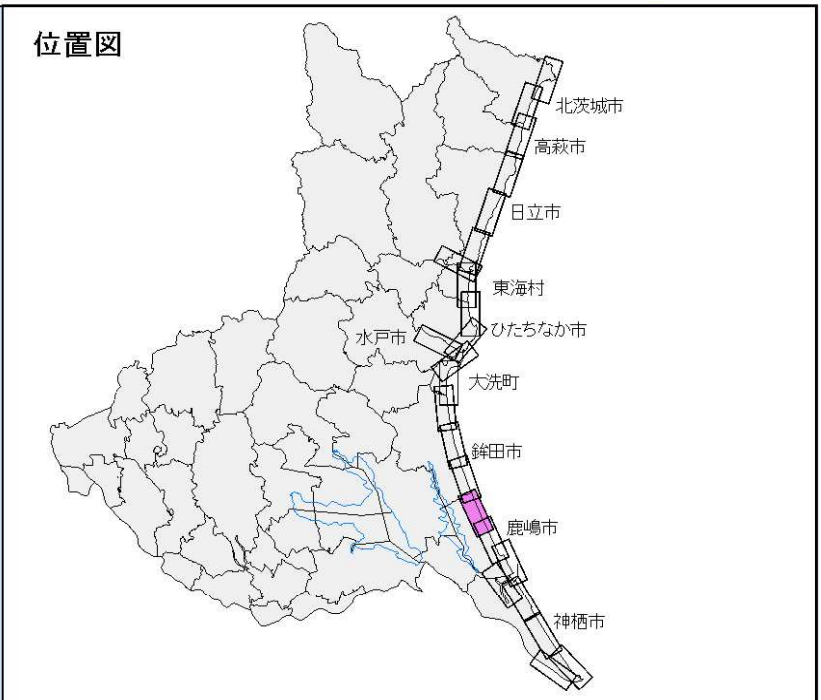 位置図
北茨城市
高萩市
日立市
東海村
ひたちなか市
水戸市
大洗町
鉾田市
鹿嶋市
神栖市